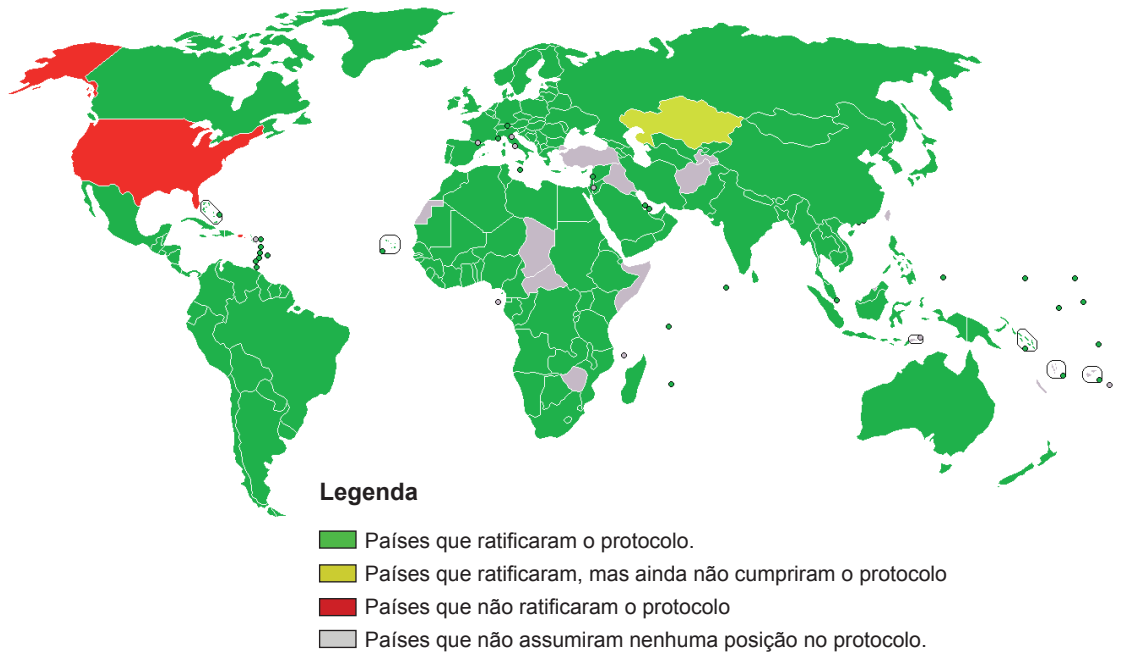 Legenda
Países que ratificaram o protocolo.
Países que ratificaram, mas ainda não cumpriram o protocolo
Países que não ratificaram o protocolo
Países que não assumiram nenhuma posição no protocolo.